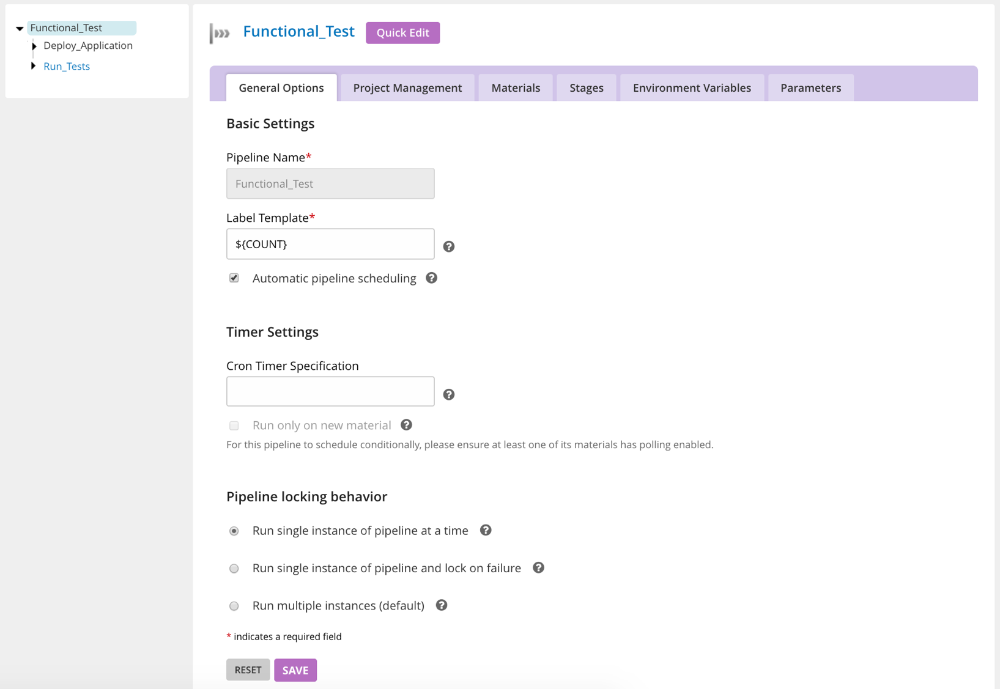 Functional_Test
Deploy_Application
Run_Tests
Functional_Test Quick Edit
General Options Project Management Materials Stages Environment Variables Parameters
Basic Settings
Pipeline Name*
Functional_Test
Label Template*
${COUNT}
Automatic pipeline scheduling
Timer Settings
Cron Timer Specification
Run only on new material
For this pipeline to schedule conditionally, please ensure at least one of its materials has polling enabled.
Pipeline locking behavior
Run single instance of pipeline at a time
Run single instance of pipeline and lock on failure
Run multiple instances (default)
* indicates a required field
RESET SAVE